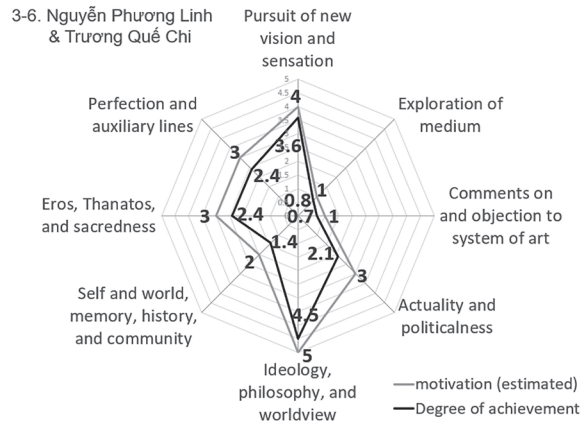 3-6. Nguyễn Phương Linh
& Trương Quế Chi
Pursuit of new
vision and
sensation
Exploration of
medium
Comments on
and objection to
system of art
Actuality and
politicalness
Ideology,
philosophy, and
worldview
Self and world,
memory, history,
and community
Eros, Thanatos,
and sacredness
Perfection and
auxiliary lines
5
4.5
4
3.6
1
0.8
1
0.7
3
2.1
5
4.5
2
1.4
3
2.4
3
2.4
motivation (estimated)
Degree of achievement